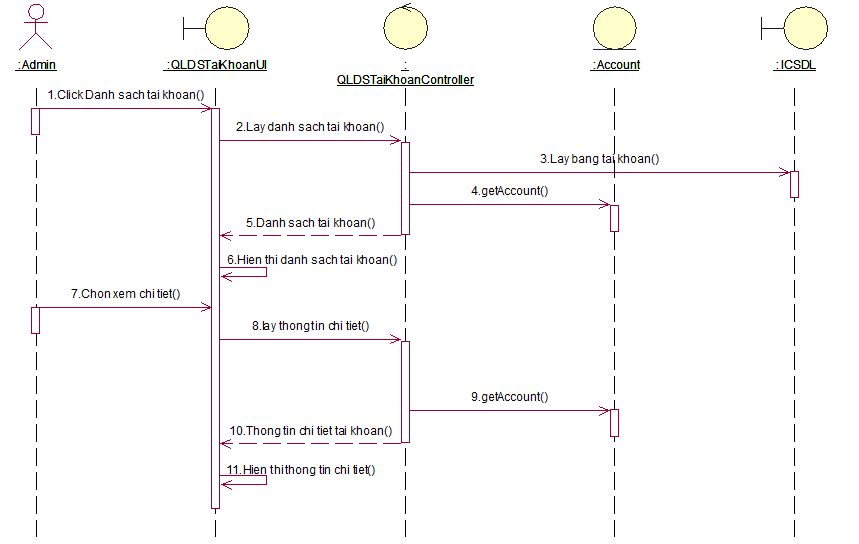 :Admin
:QLDSTaiKhoanUI
:
QLDSTaiKhoanController
:Account
:ICSDL
1.Click Danh sach tai khoan()
2.Lay danh sach tai khoan()
3.Lay bang tai khoan()
4.getAccount()
5.Danh sach tai khoan()
6.Hien thi danh sach tai khoan()
7.Chon xem chi tiet()
8.lay thong tin chi tiet()
9.getAccount()
10.Thong tin chi tiet tai khoan()
11.Hien thi thong tin chi tiet()